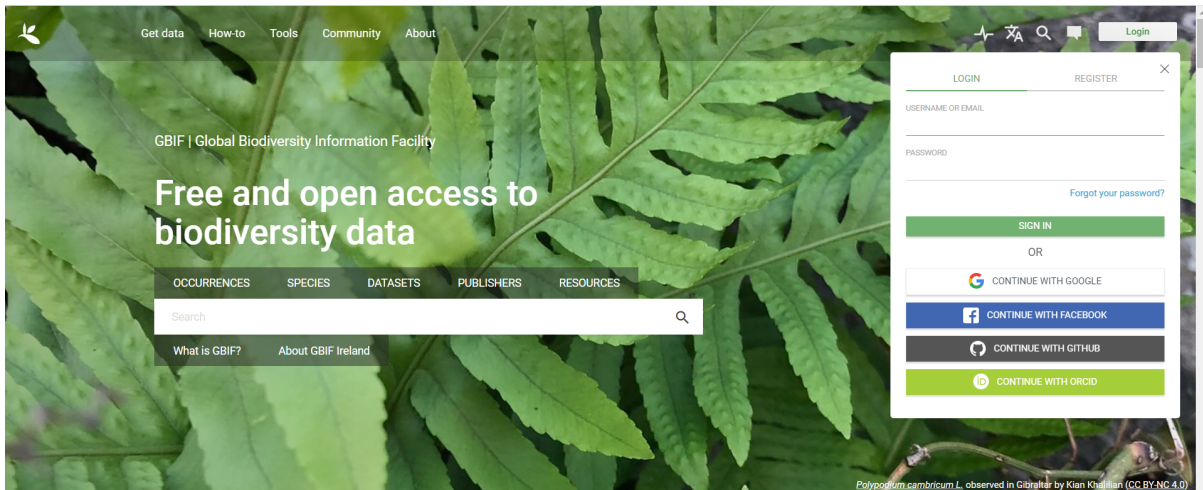 Get data How-to Tools Community About
Login
GBIF | Global Biodiversity Information Facility
Free and open access to
biodiversity data
OCCURRENCES SPECIES DATASETS PUBLISHERS RESOURCES
Search
What is GBIF? About GBIF Ireland
LOGIN REGISTER
USERNAME OR EMAIL
PASSWORD
Forgot your password?
SIGN IN
OR
CONTINUE WITH GOOGLE
CONTINUE WITH FACEBOOK
CONTINUE WITH GITHUB
iD CONTINUE WITH ORCID
Polypodium cambricum L. observed in Gibraltar by Kian Khalilian (CC BY-NC 4.0)